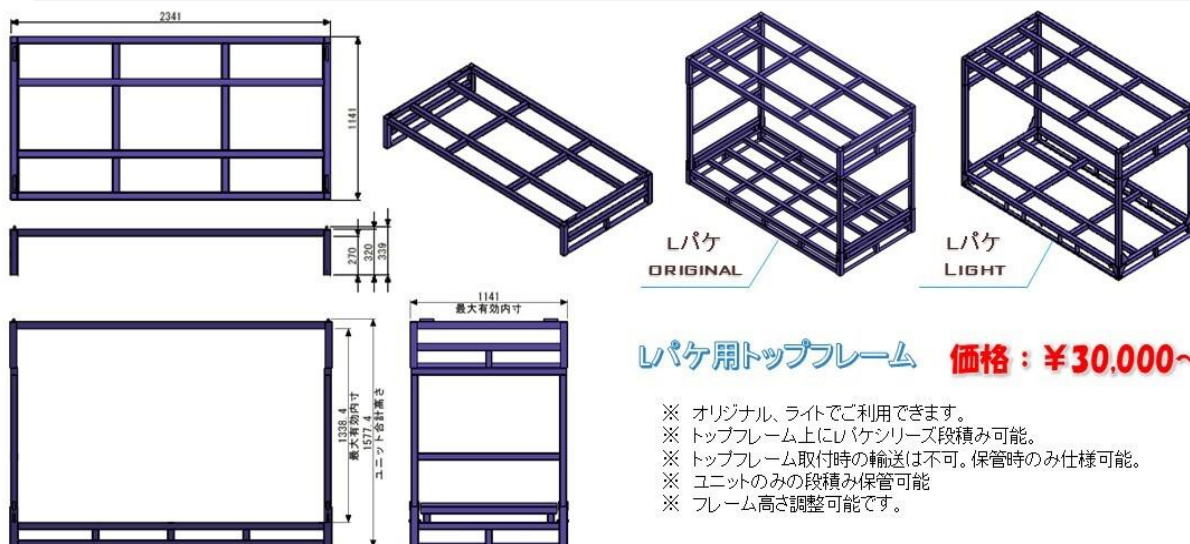 2341
1141
270
320
339
Lパケ
ORIGINAL
Lパケ
LIGHT
1141
最大有効内寸
1338.4
最大有効内寸
1577.4
ユニット合計高さ
Lパケ用トップフレーム 価格：￥30,000～
※ オリジナル、ライトでご利用できます。
※ トップフレーム上にLパケシリーズ段積み可能。
※ トップフレーム取付時の輸送は不可。保管時のみ仕様可能。
※ ユニットのみの段積み保管可能
※ フレーム高さ調整可能です。